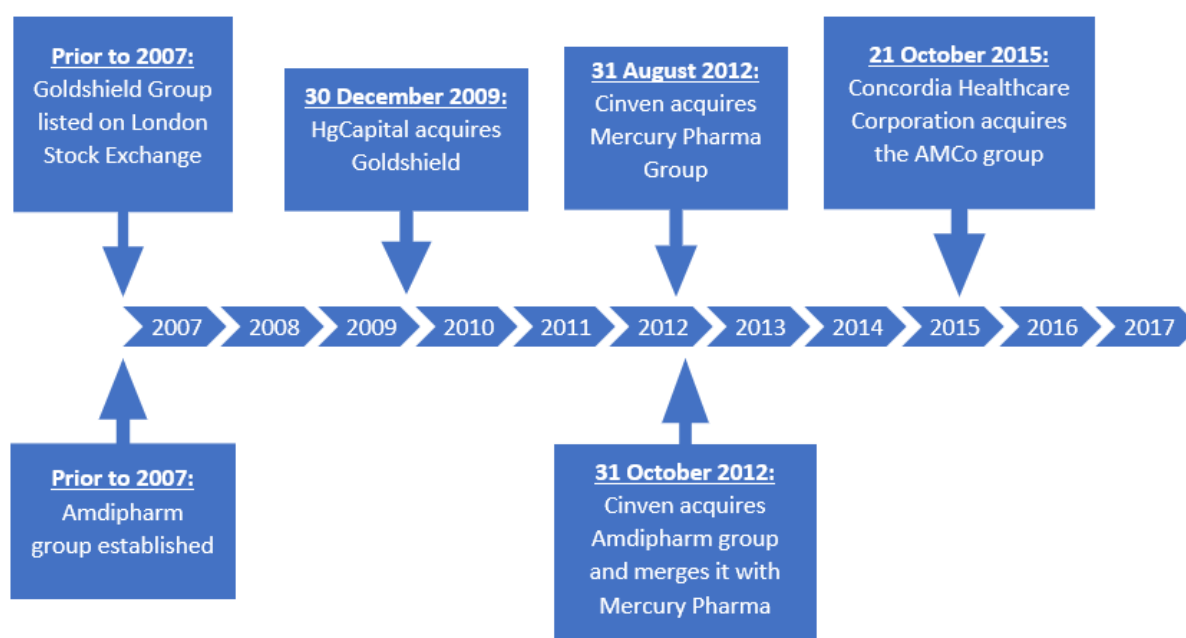 Prior to 2007:
Goldshield Group
listed on London
Stock Exchange
30 December 2009:
HgCapital acquires
Goldshield
31 August 2012:
Cinven acquires
Mercury Pharma
Group
21 October 2015:
Concordia Healthcare
Corporation acquires
the AMCo group
2007 2008 2009 2010 2011 2012 2013 2014 2015 2016 2017
Prior to 2007:
Amdipharm
group established
31 October 2012:
Cinven acquires
Amdipharm group
and merges it with
Mercury Pharma